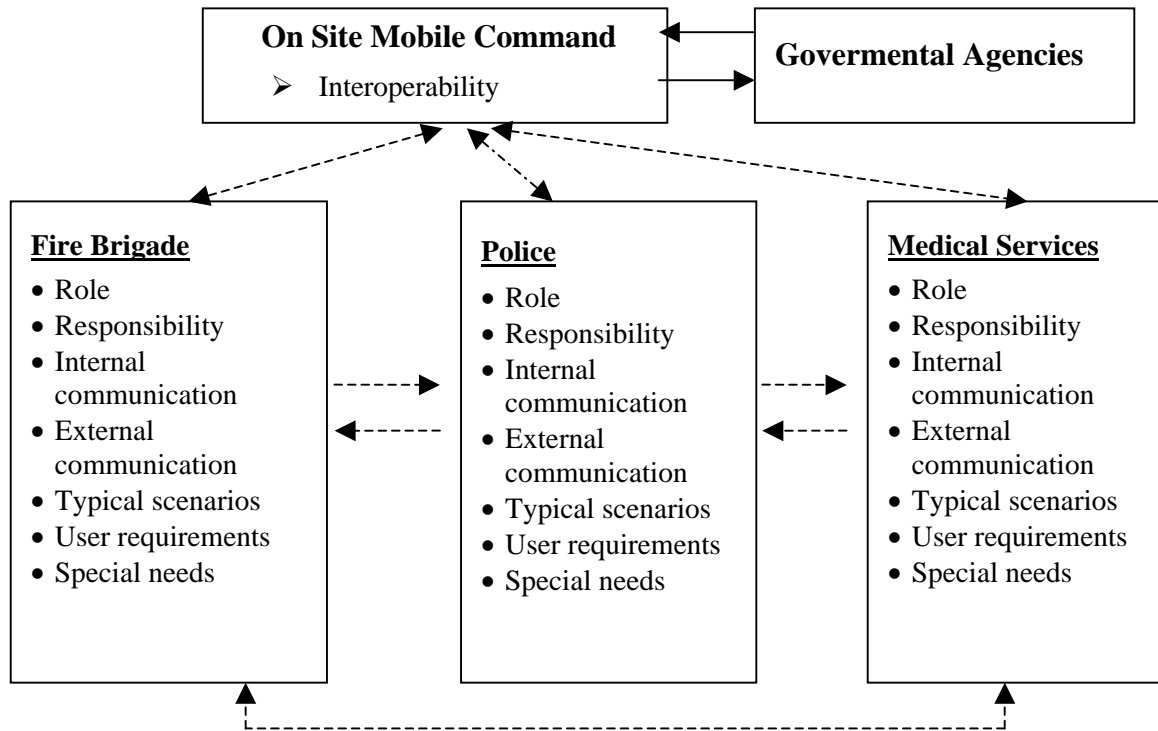 On Site Mobile Command
➢ Interoperability
Govermental Agencies
Fire Brigade
• Role
• Responsibility
• Internal
communication
• External
communication
• Typical scenarios
• User requirements
• Special needs
Police
• Role
• Responsibility
• Internal
communication
• External
communication
• Typical scenarios
• User requirements
• Special needs
Medical Services
• Role
• Responsibility
• Internal
communication
• External
communication
• Typical scenarios
• User requirements
• Special needs